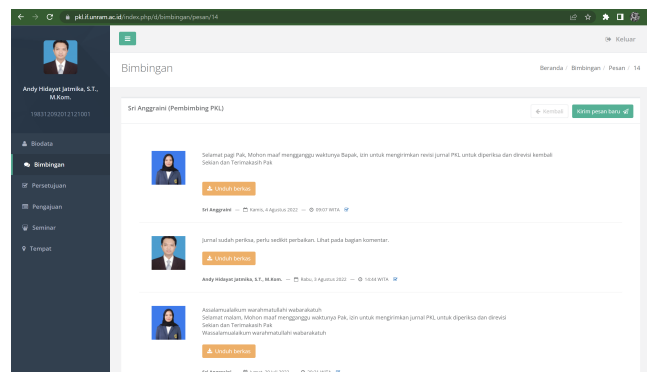 pkl.if.unram.ac.id/index.php/d/bimbingan/pesan/14
Keluar
Andy Hidayat Jatmika, S.T.,
M.Kom.
198312092012121001
Biodata
Bimbingan
Persetujuan
Pengajuan
Seminar
Tempat
Bimbingan
Beranda / Bimbingan / Pesan / 14
Sri Anggraini (Pembimbing PKL)
Kembali
Kirim pesan baru
Selamat pagi Pak, Mohon maaf mengganggu waktunya Bapak, izin untuk mengirimkan revisi jurnal PKL untuk diperiksa dan direvisi kembali
Sekian dan Terimakasih Pak
Unduh berkas
Sri Anggraini — Kamis, 4 Agustus 2022 — 09:07 WITA
Jurnal sudah periksa, perlu sedikit perbaikan. Lihat pada bagian komentar.
Unduh berkas
Andy Hidayat Jatmika, S.T., M.Kom. — Rabu, 3 Agustus 2022 — 14:44 WITA
Assalamualaikum warahmatullahi wabarakatuh
Selamat malam, Mohon maaf mengganggu waktunya Pak, izin untuk mengirimkan jurnal PKL untuk diperiksa dan direvisi
Sekian dan Terimakasih Pak
Wassalamualaikum warahmatullahi wabarakatuh
Unduh berkas